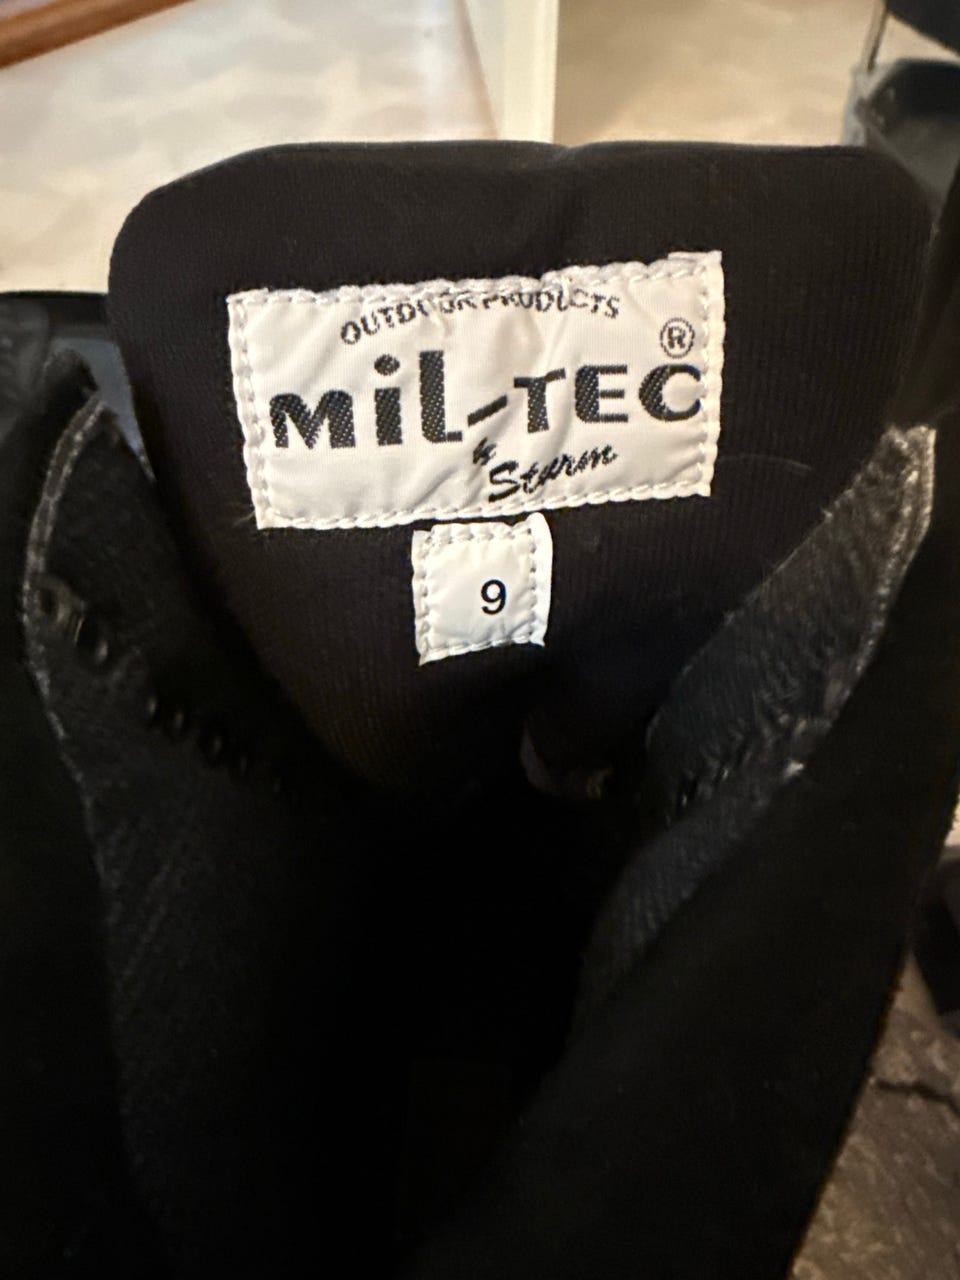 OUTDOOR PRODUCTS
MiL-TEC®
by Sturm
9